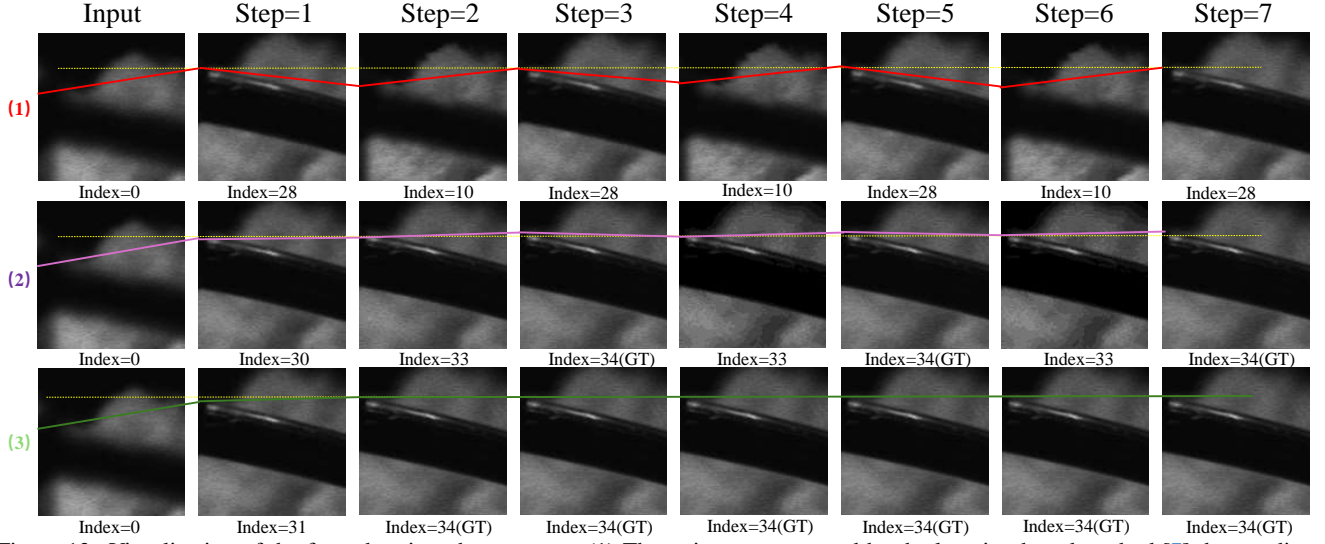 Input Step=1 Step=2 Step=3 Step=4 Step=5 Step=6 Step=7
(1)
Index=0 Index=28 Index=10 Index=28 Index=10 Index=28 Index=10 Index=28
(2)
Index=0 Index=30 Index=33 Index=34(GT) Index=33 Index=34(GT) Index=33 Index=34(GT)
(3)
Index=0 Index=31 Index=34(GT) Index=34(GT) Index=34(GT) Index=34(GT) Index=34(GT) Index=34(GT)